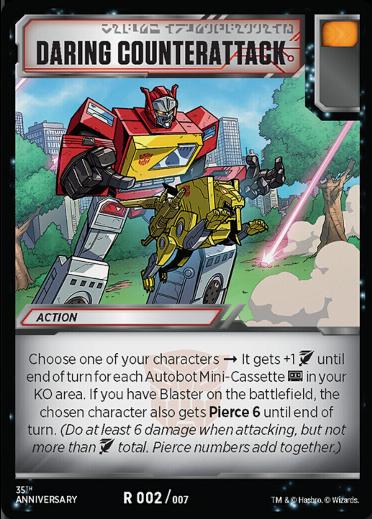 DARING COUNTERATTACK
ACTION
Choose one of your characters → It gets +1 until
end of turn for each Autobot Mini-Cassette in your
KO area. If you have Blaster on the battlefield, the
chosen character also gets Pierce 6 until end of
turn. (Do at least 6 damage when attacking, but not
more than total. Pierce numbers add together.)
35TH
ANNIVERSARY
R 002/007
TM & © Hasbro. © Wizards.